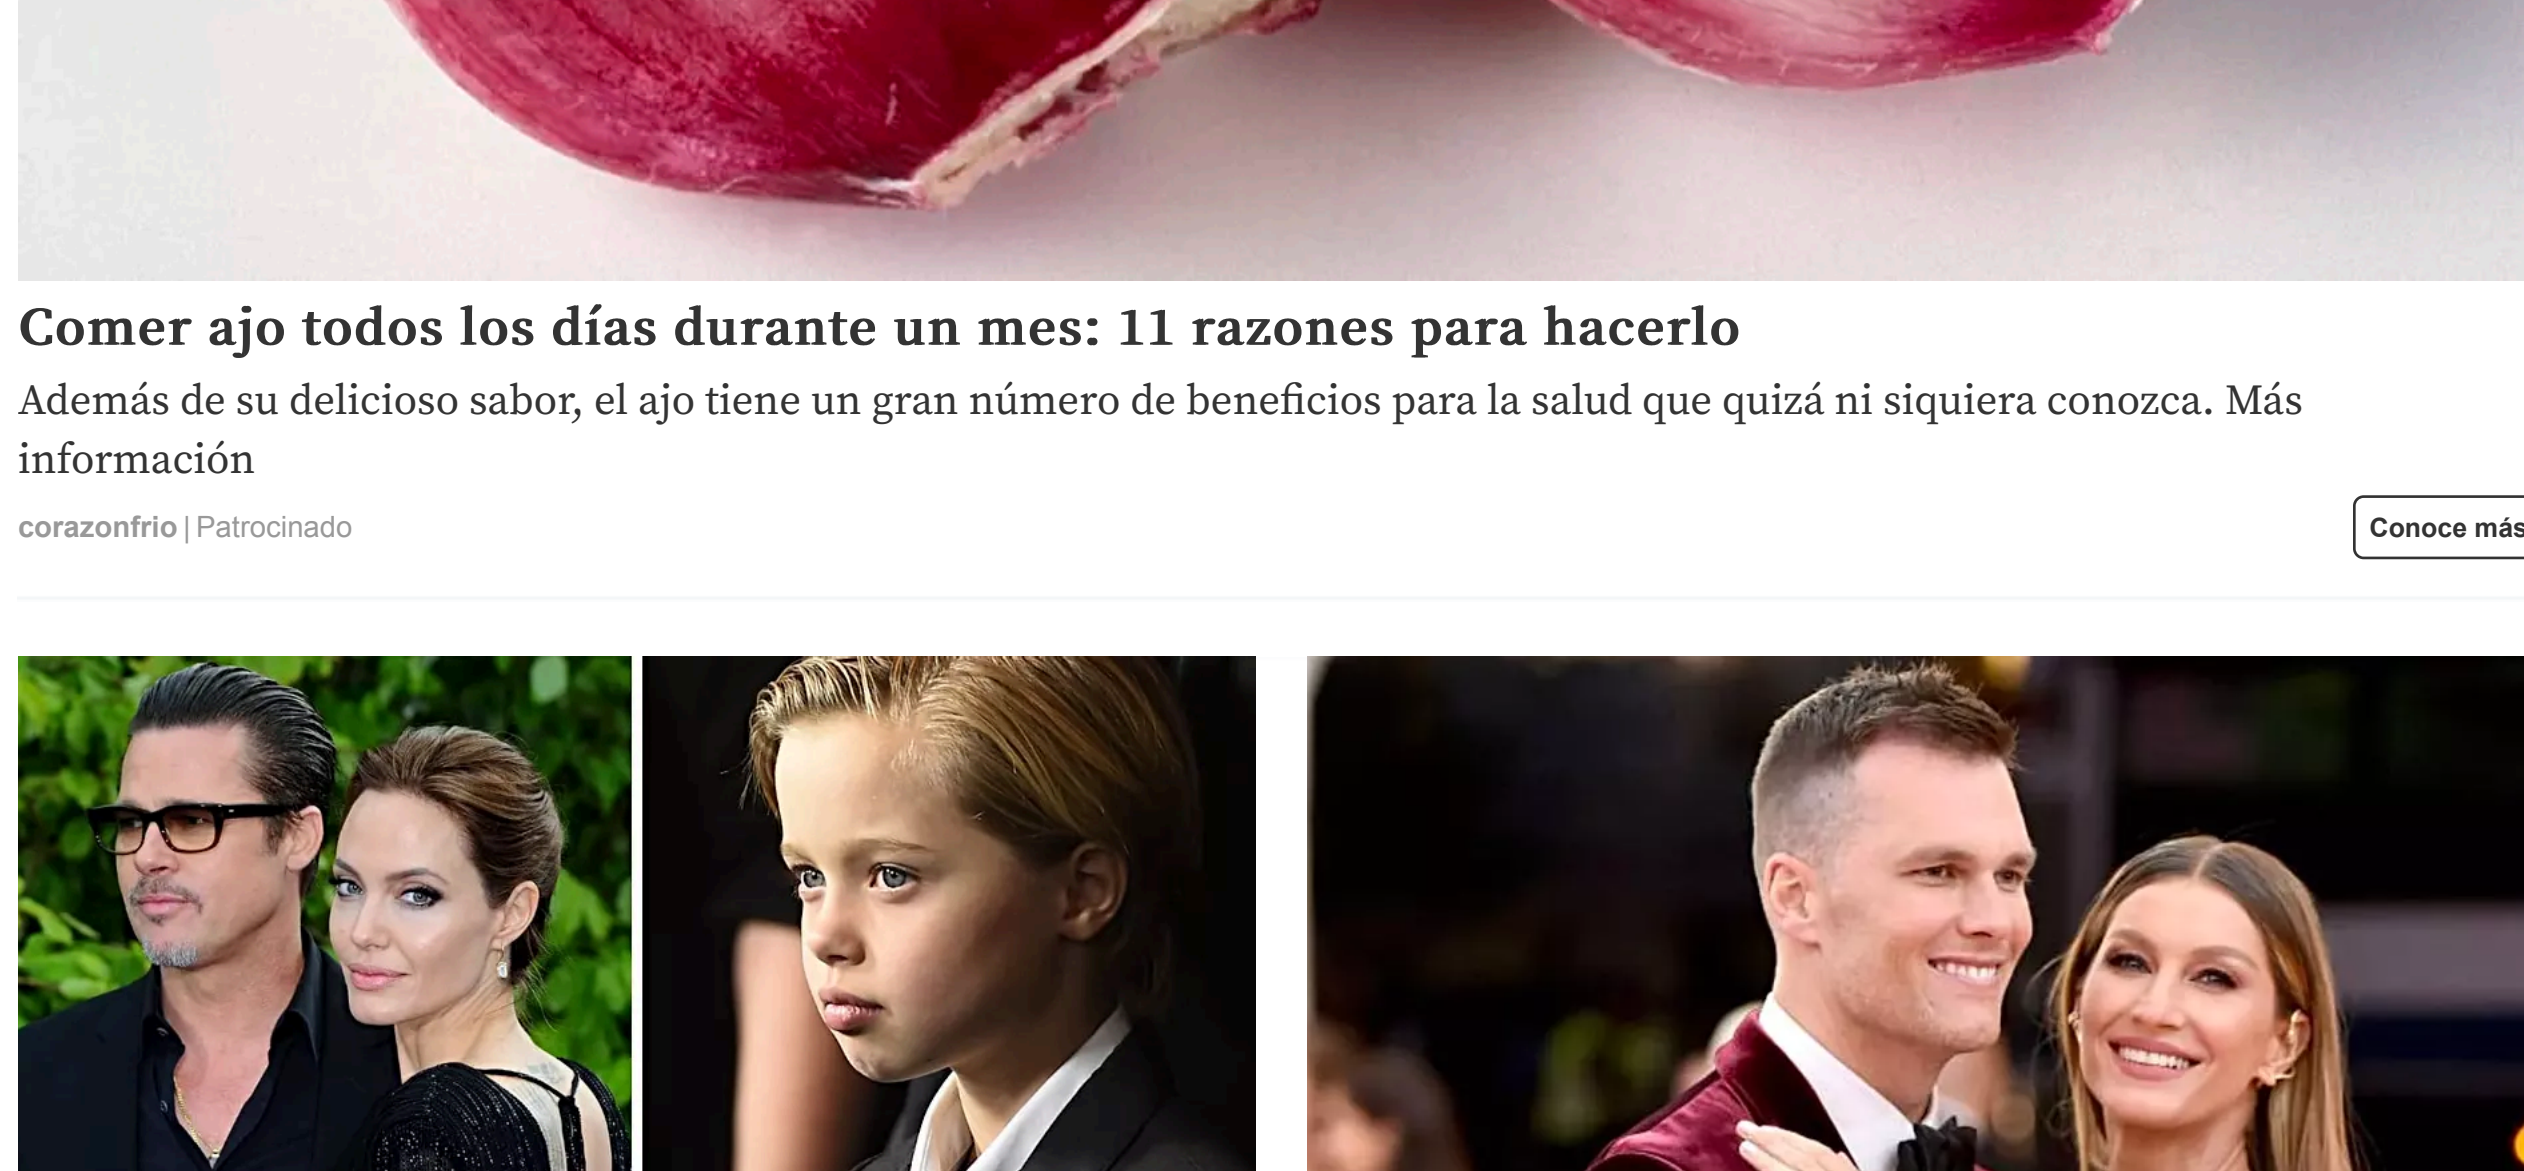 Comer ajo todos los días durante un mes: 11 razones para hacerlo
Además de su delicioso sabor, el ajo tiene un gran número de beneficios para la salud que quizá ni siquiera conozca. Más
información
corazonfrio | Patrocinado
Conoce más